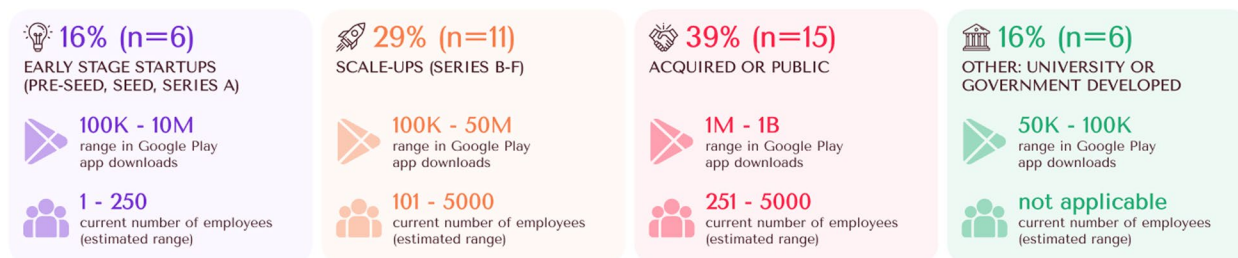 16% (n=6)
EARLY STAGE STARTUPS
(PRE-SEED, SEED, SERIES A)
100K - 10M
range in Google Play
app downloads
1 - 250
current number of employees
(estimated range)
29% (n=11)
SCALE-UPS (SERIES B-F)
100K - 50M
range in Google Play
app downloads
101 - 5000
current number of employees
(estimated range)
39% (n=15)
ACQUIRED OR PUBLIC
1M - 1B
range in Google Play
app downloads
251 - 5000
current number of employees
(estimated range)
16% (n=6)
OTHER: UNIVERSITY OR
GOVERNMENT DEVELOPED
50K - 100K
range in Google Play
app downloads
not applicable
current number of employees
(estimated range)